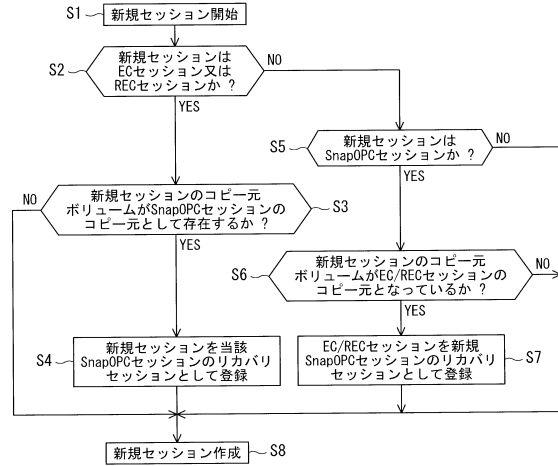 S1
新規セッション開始
S2
新規セッションは
ECセッション又は
RECセッションか ?
NO
YES
S5
新規セッションは
SnapOPCセッションか ?
NO
YES
NO
新規セッションのコピー元
ボリュームがSnapOPCセッションの
コピー元として存在するか ?
S3
YES
S6
新規セッションのコピー元
ボリュームがEC/RECセッションの
コピー元となっているか ?
NO
YES
S4
新規セッションを当該
SnapOPCセッションのリカバリ
セッションとして登録
EC/RECセッションを新規
SnapOPCセッションのリカバリ
セッションとして登録
S7
新規セッション作成
S8